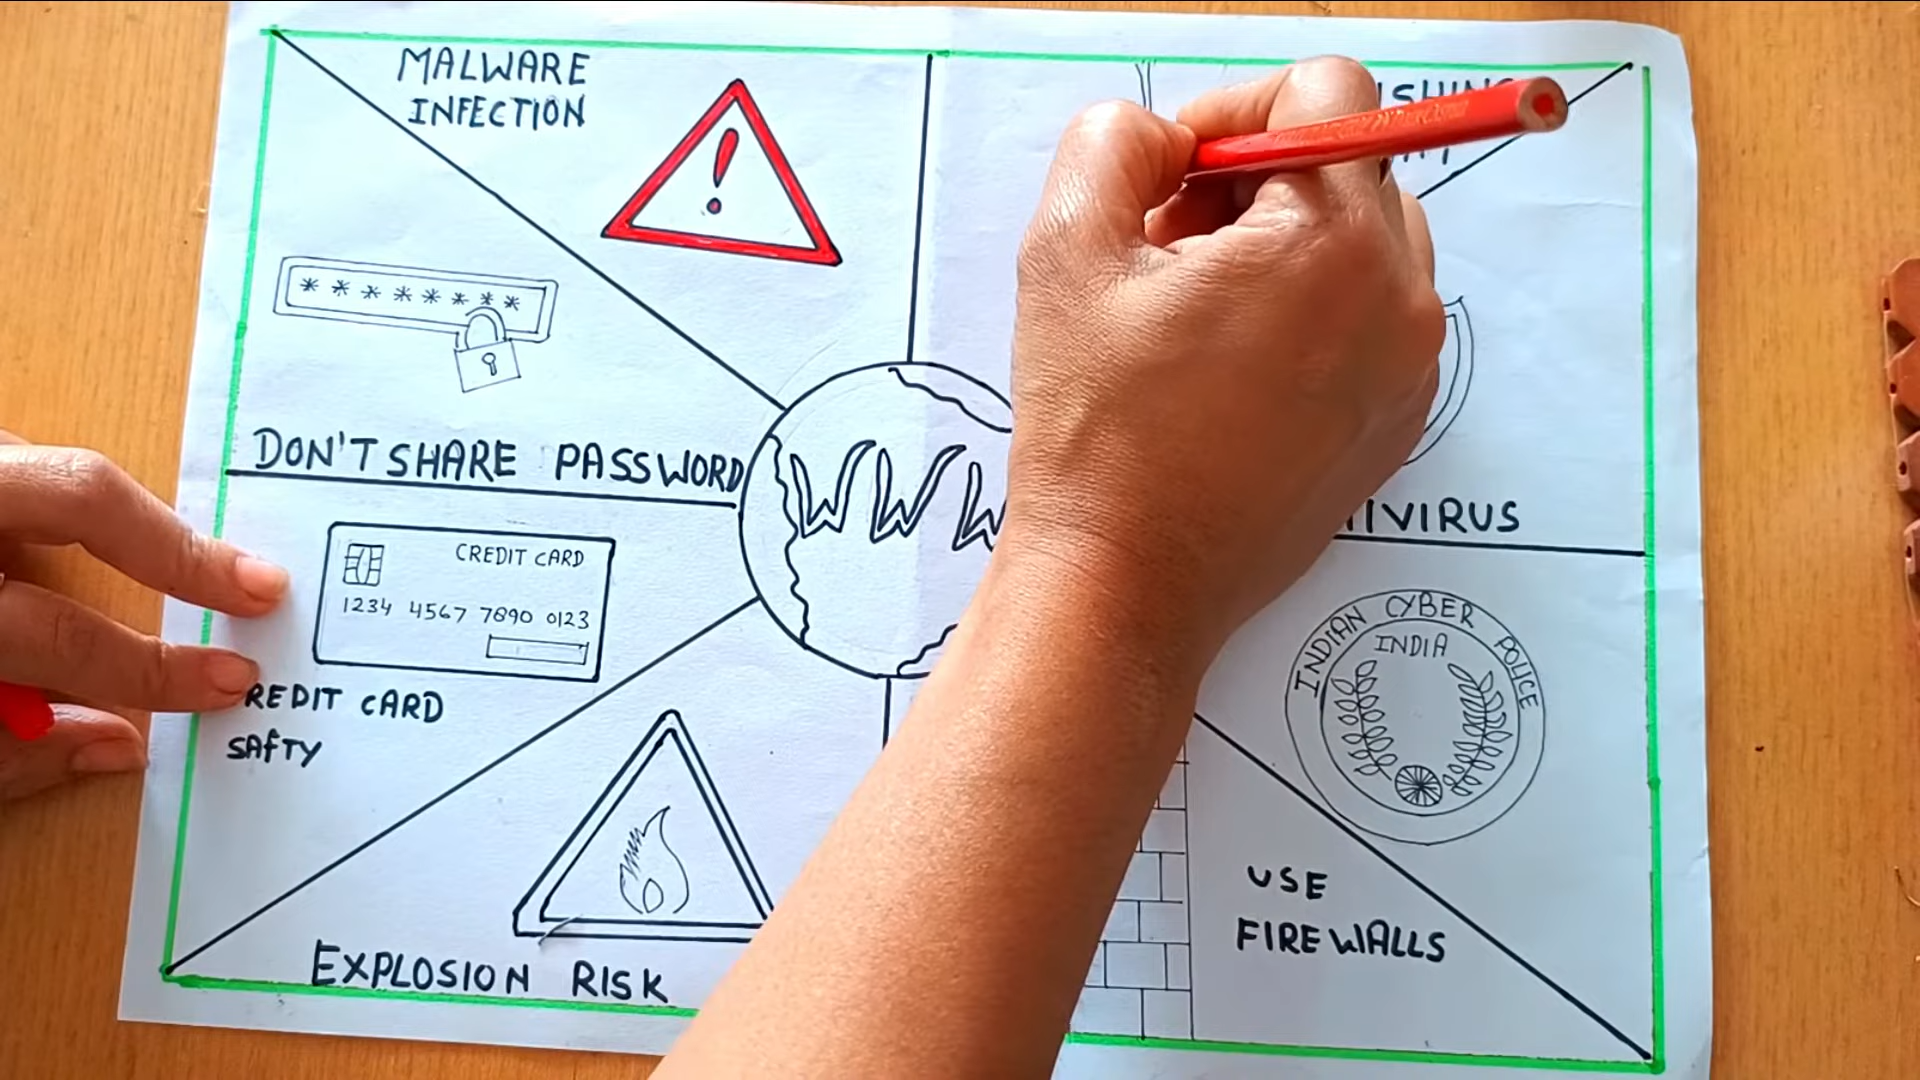 MALWARE
INFECTION
* * * * * * * *
DON'T SHARE PASSWORD
WWW
CREDIT CARD
1234 4567 7890 0123
REDIT CARD
SAFTY
INDIAN CYBER POLICE
INDIA
EXPLOSION RISK
USE
FIREWALLS